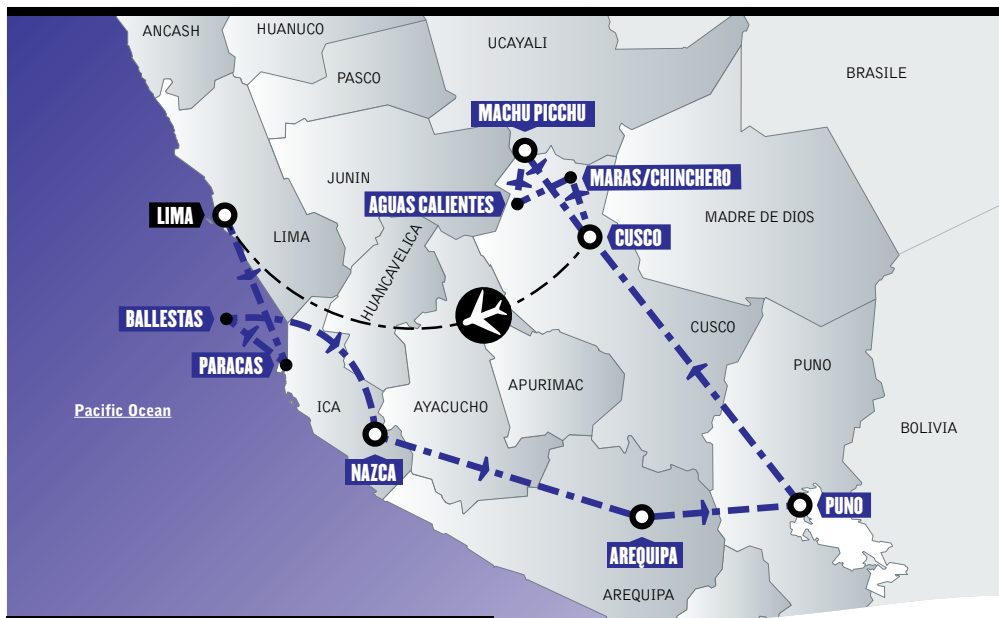 ANCASH
HUANUCO
UCAYALI
BRASILE
PASCO
MACHU PICCHU
JUNIN
MARAS/CHINCHERO
AGUAS CALIENTES
LIMA
MADRE DE DIOS
LIMA
CUSCO
HUANCAVELICA
BALLESTAS
CUSCO
PARACAS
PUNO
APURIMAC
Pacific Ocean
ICA
AYACUCHO
BOLIVIA
NAZCA
PUNO
AREQUIPA
AREQUIPA